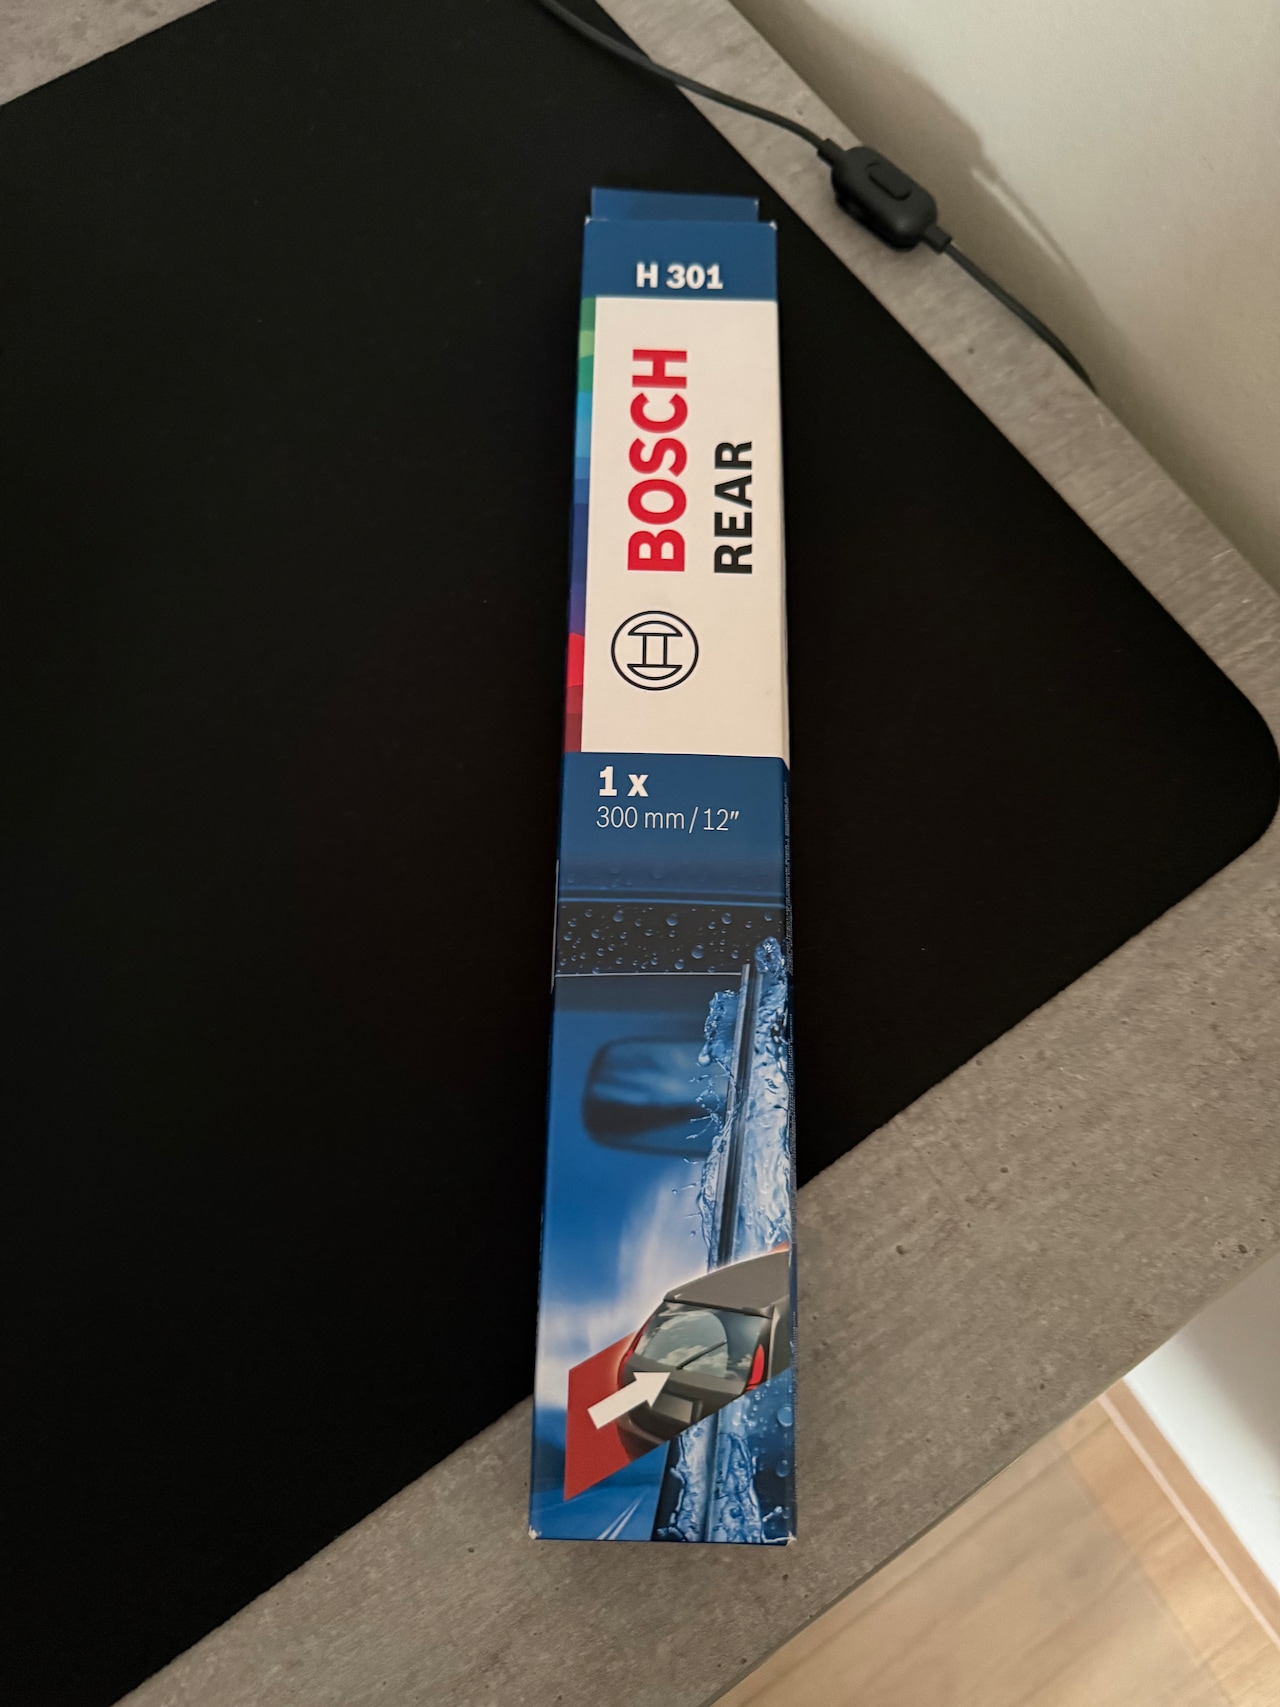 H 301
BOSCH
REAR
1 x
300 mm / 12"